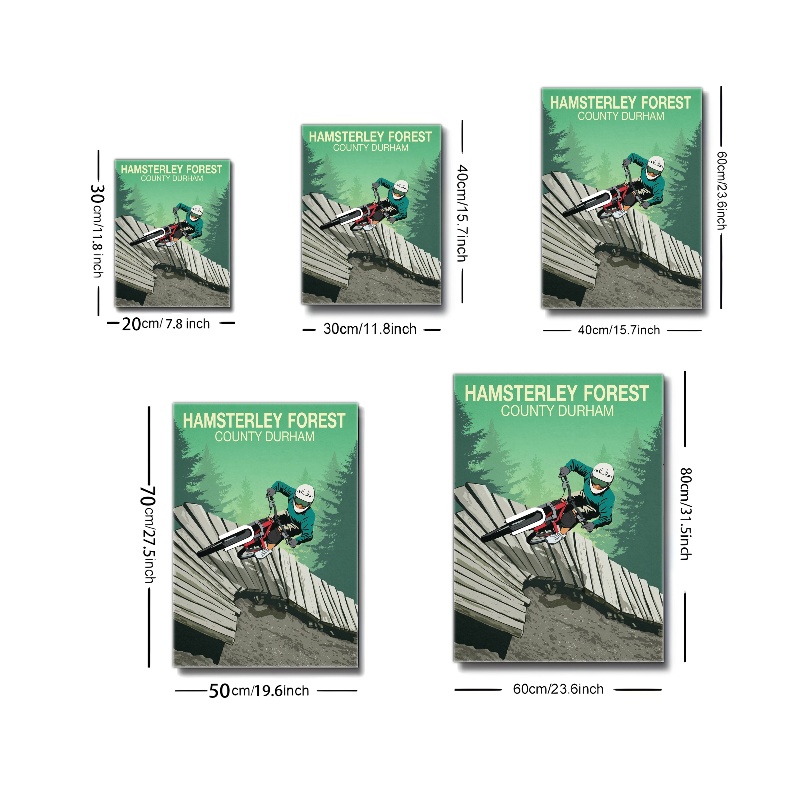 HAMSTERLEY FOREST
COUNTY DURHAM
30cm/11.8 inch
20cm/7.8 inch
HAMSTERLEY FOREST
COUNTY DURHAM
40cm/15.7inch
30cm/11.8inch
HAMSTERLEY FOREST
COUNTY DURHAM
60cm/23.6inch
40cm/15.7inch
HAMSTERLEY FOREST
COUNTY DURHAM
70cm/27.5inch
50cm/19.6inch
HAMSTERLEY FOREST
COUNTY DURHAM
80cm/31.5inch
60cm/23.6inch